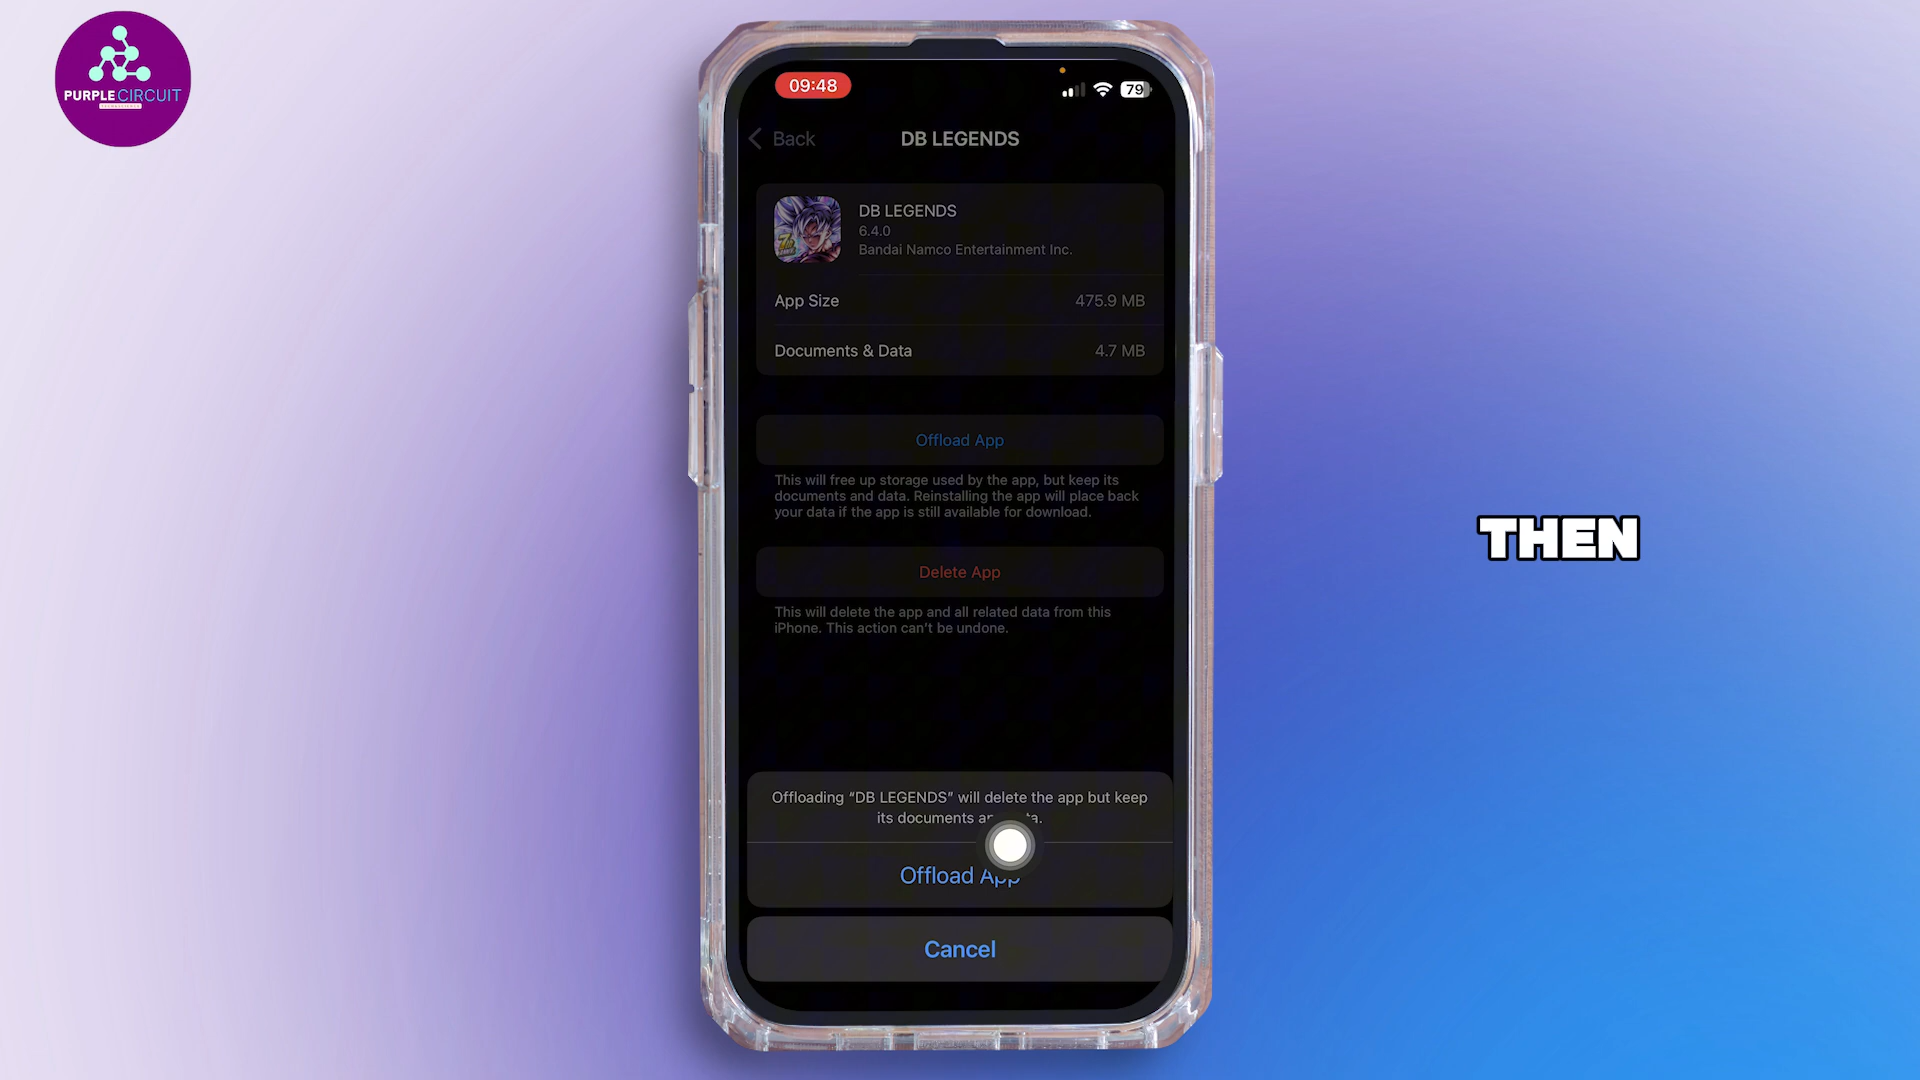 PURPLE CIRCUIT
09:48
79
Back
DB LEGENDS
DB LEGENDS
6.4.0
Bandai Namco Entertainment Inc.
App Size
475.9 MB
Documents & Data
4.7 MB
Offload App
This will free up storage used by the app, but keep its
documents and data. Reinstalling the app will place back
your data if the app is still available for download.
Delete App
This will delete the app and all related data from this
iPhone. This action can't be undone.
Offloading “DB LEGENDS” will delete the app but keep
its documents
Offload App
Cancel
THEN